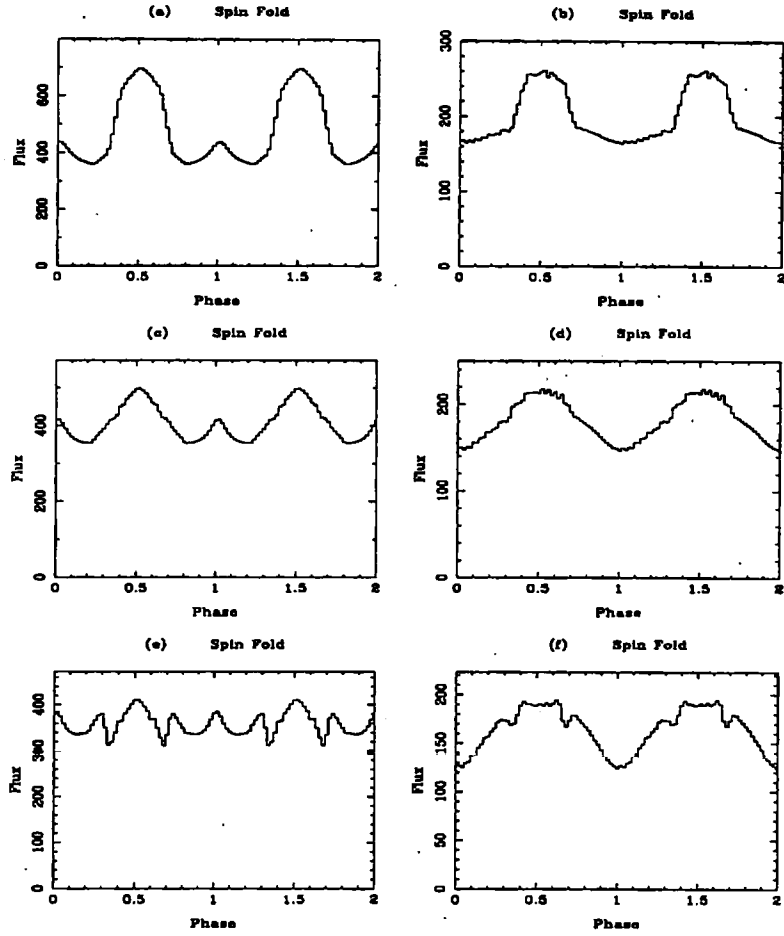 (a) Spin Fold
(b) Spin Fold
Flux
600
400
200
0
0 0.5 1 1.5 2
Phase
Flux
300
200
100
0
0 0.5 1 1.5 2
Phase
(c) Spin Fold
(d) Spin Fold
Flux
400
200
0
0 0.5 1 1.5 2
Phase
Flux
200
100
0
0 0.5 1 1.5 2
Phase
(e) Spin Fold
(f) Spin Fold
Flux
400
300
200
100
0
0 0.5 1 1.5 2
Phase
Flux
200
150
100
50
0
0 0.5 1 1.5 2
Phase